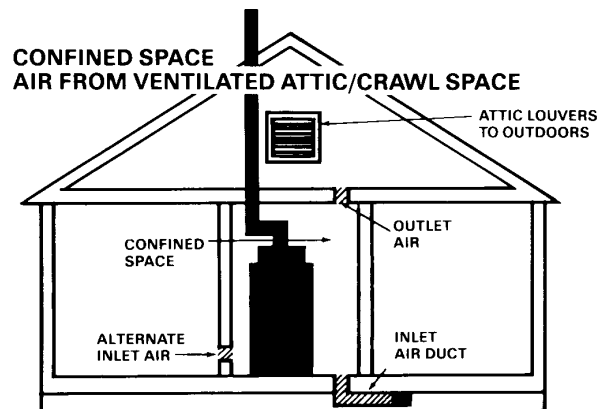 CONFINED SPACE
AIR FROM VENTILATED ATTIC/CRAWL SPACE
ATTIC LOUVERS
TO OUTDOORS
OUTLET
AIR
CONFINED
SPACE
ALTERNATE
INLET AIR
INLET
AIR DUCT